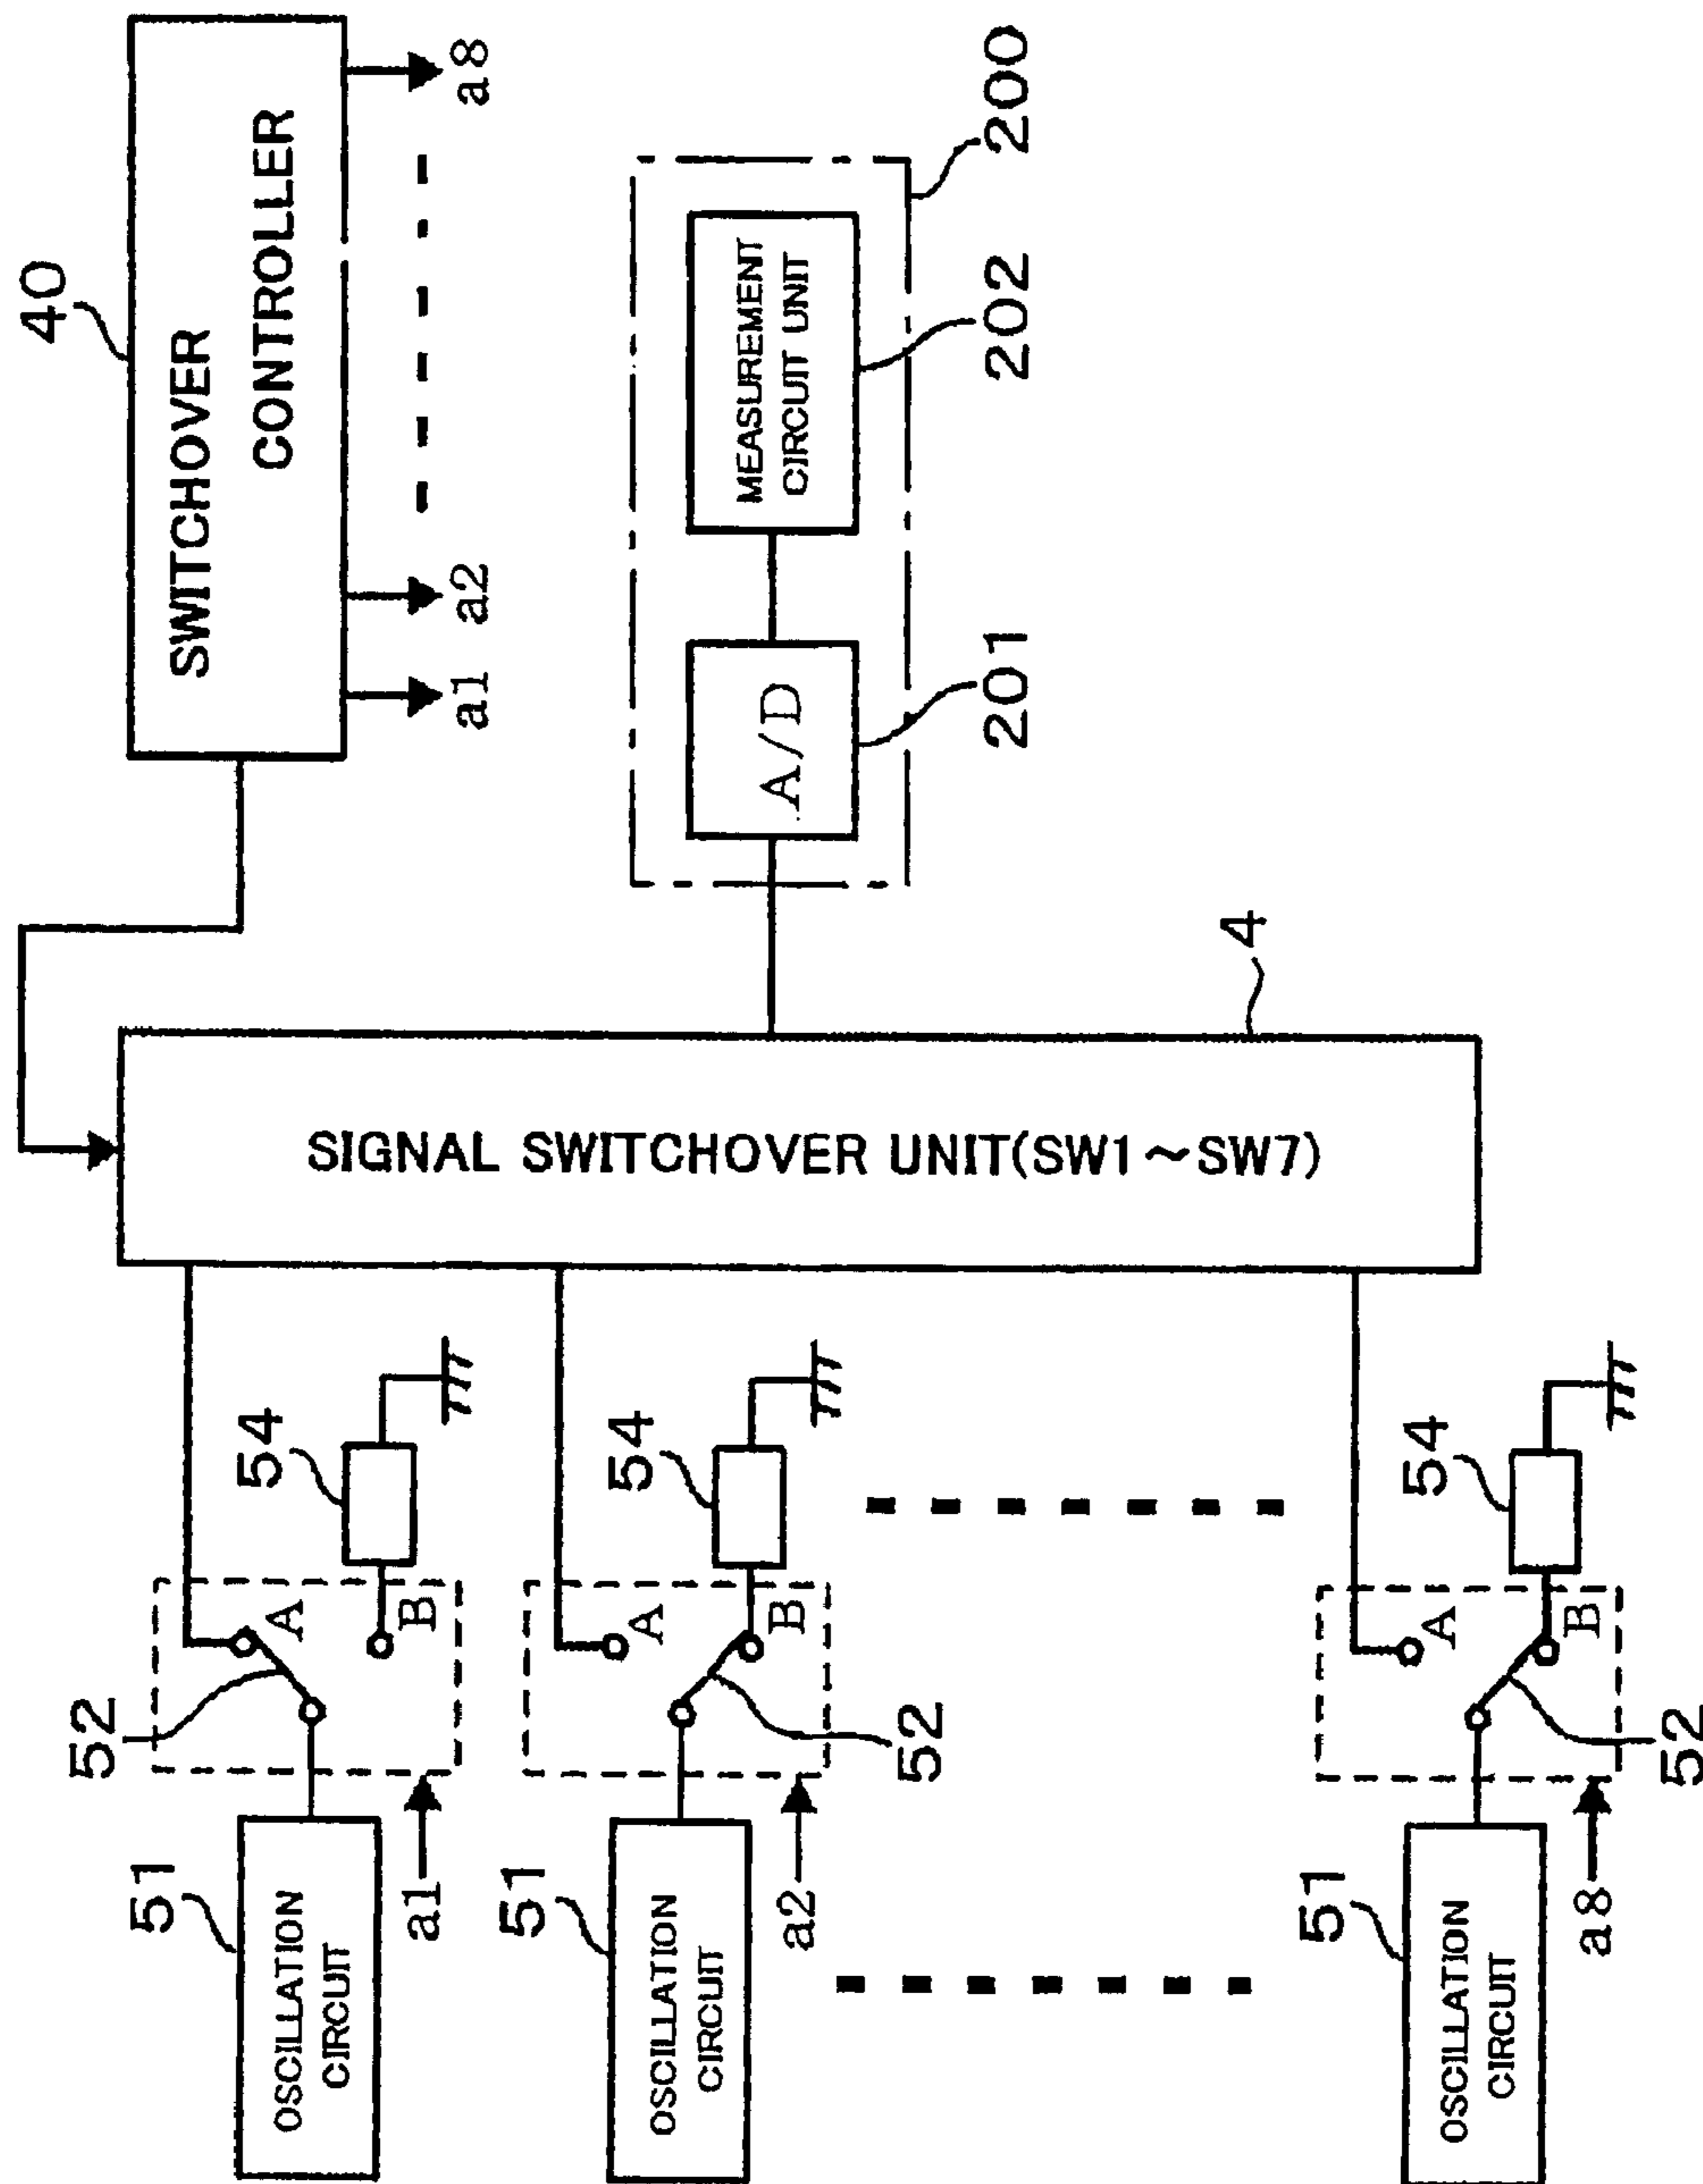 40
SWITCHOVER
CONTROLLER
a1
a2
a8
4
SIGNAL SWITCHOVER UNIT(SW1～SW7)
A/D
MEASUREMENT
CIRCUIT UNIT
201
202
200
51
OSCILLATION
CIRCUIT
52
A
B
54
a1
51
OSCILLATION
CIRCUIT
A
B
54
52
a2
51
OSCILLATION
CIRCUIT
A
B
54
52
a8